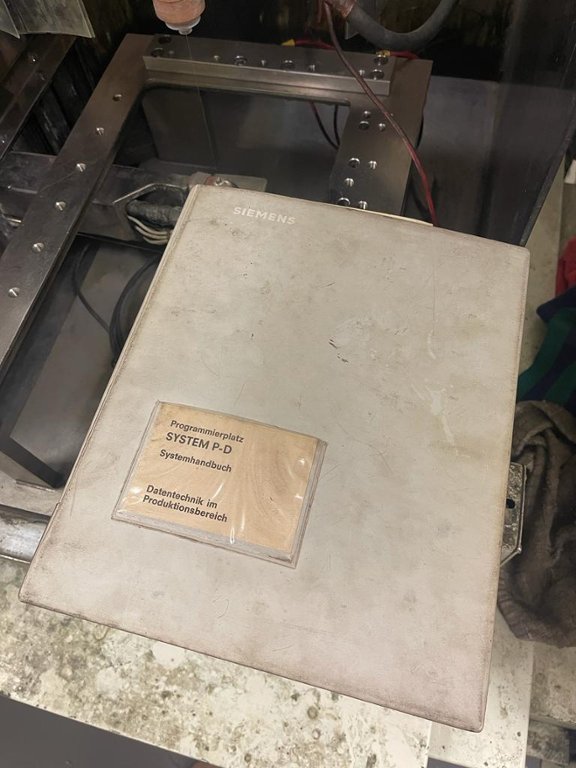 SIEMENS
Programmierplatz
SYSTEM P-D
Systemhandbuch
Datentechnik im
Produktionsbereich